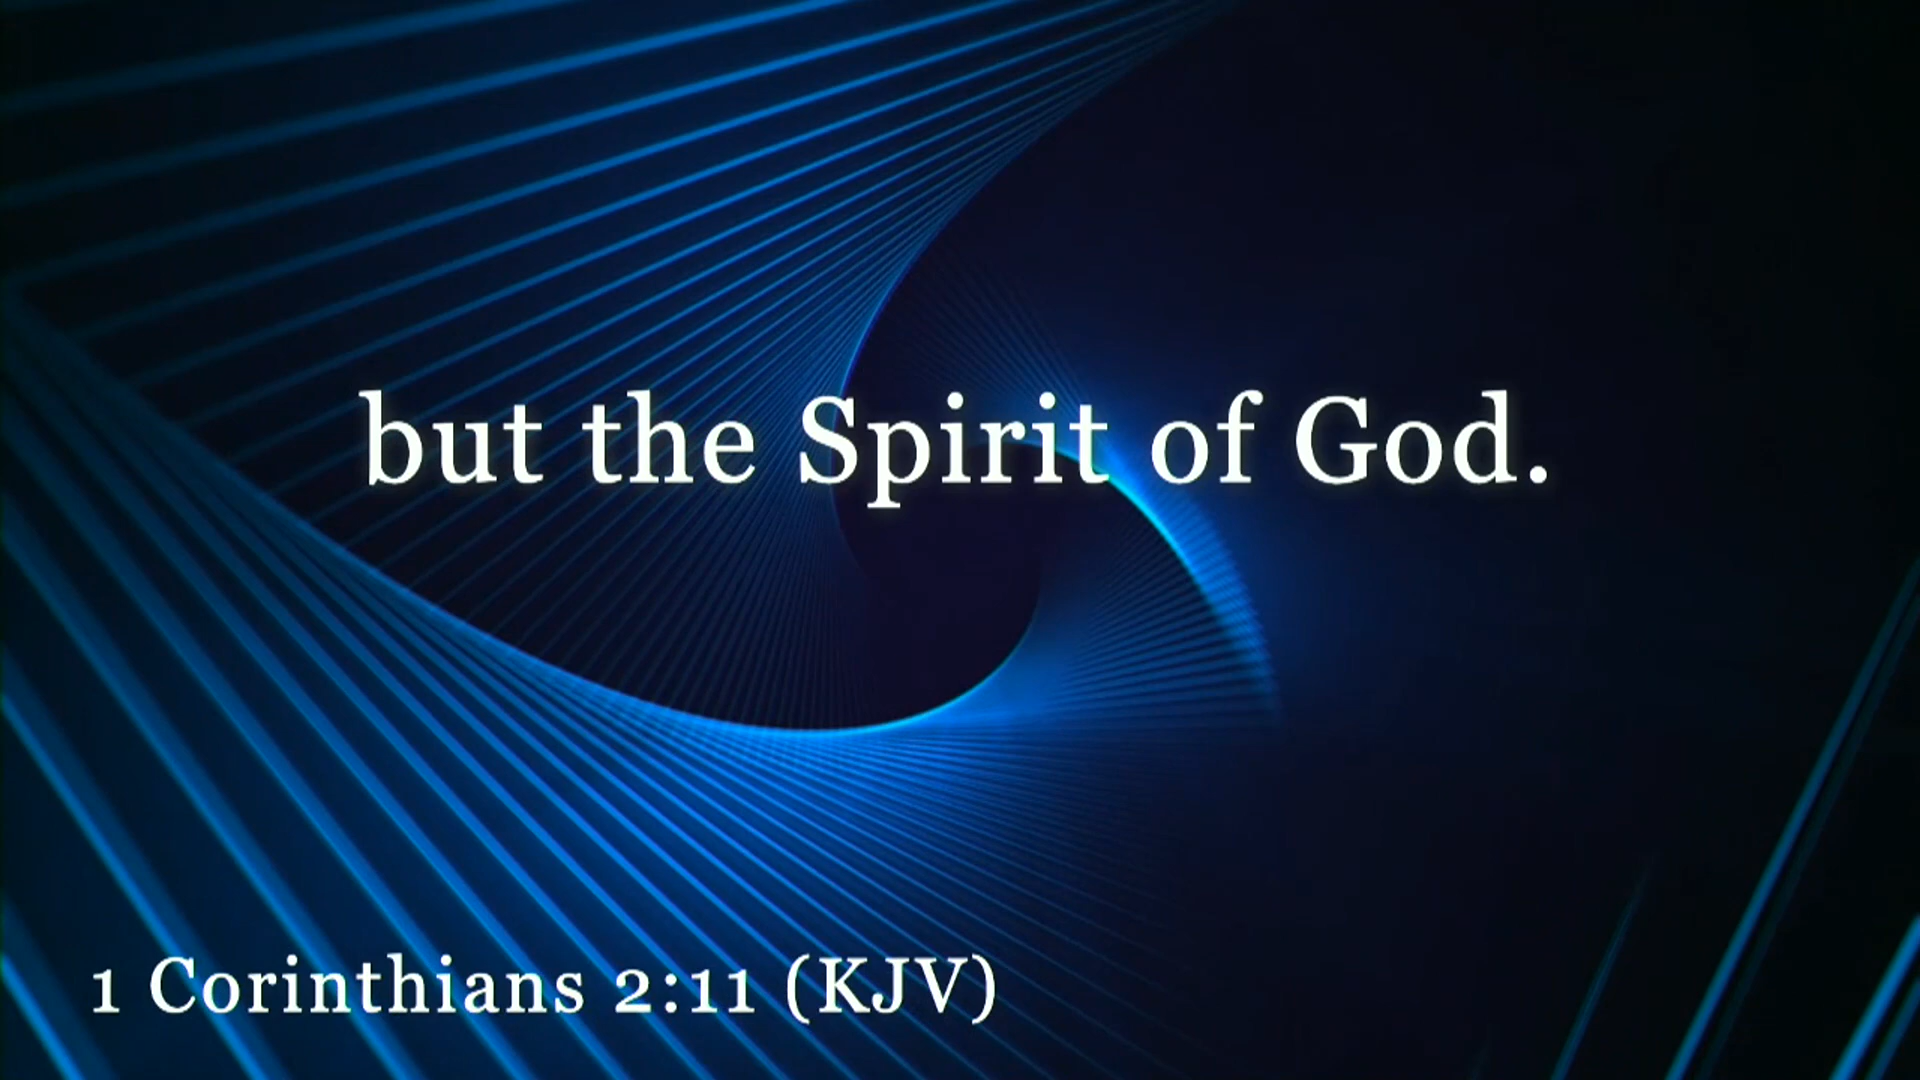 but the Spirit of God.
1 Corinthians 2:11 (KJV)